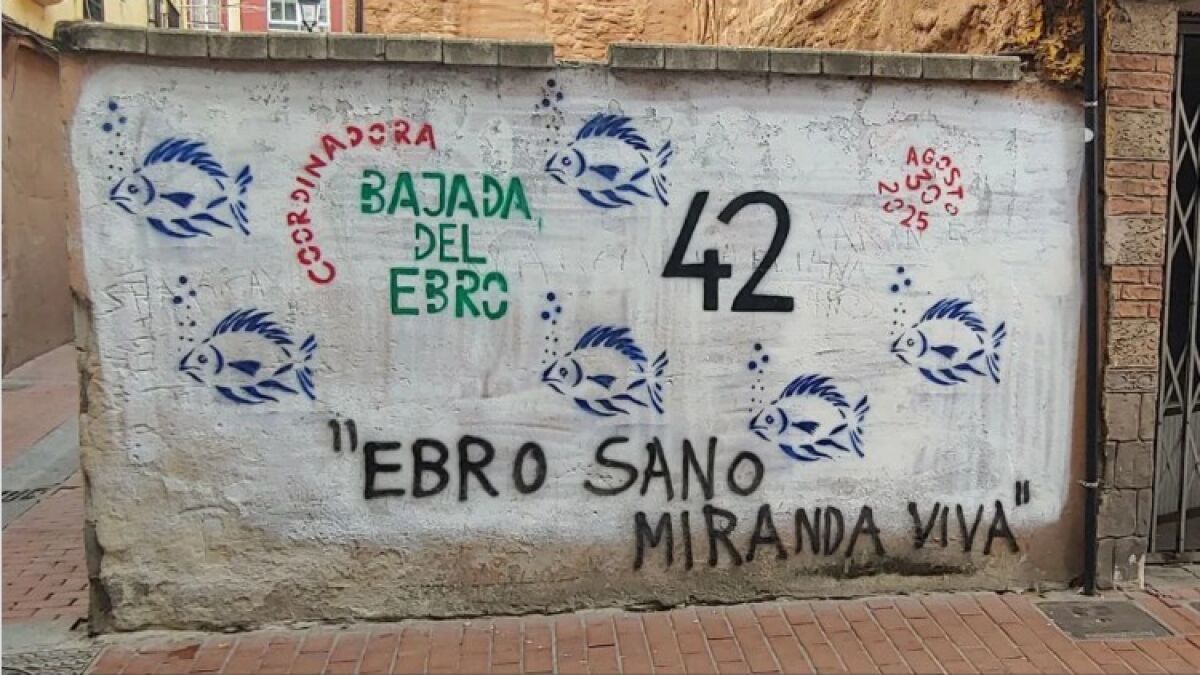 COORDINADORA
BAJADA
DEL
EBRO
42
AGOSTO
30
2025
"EBRO SANO
MIRANDA VIVA"